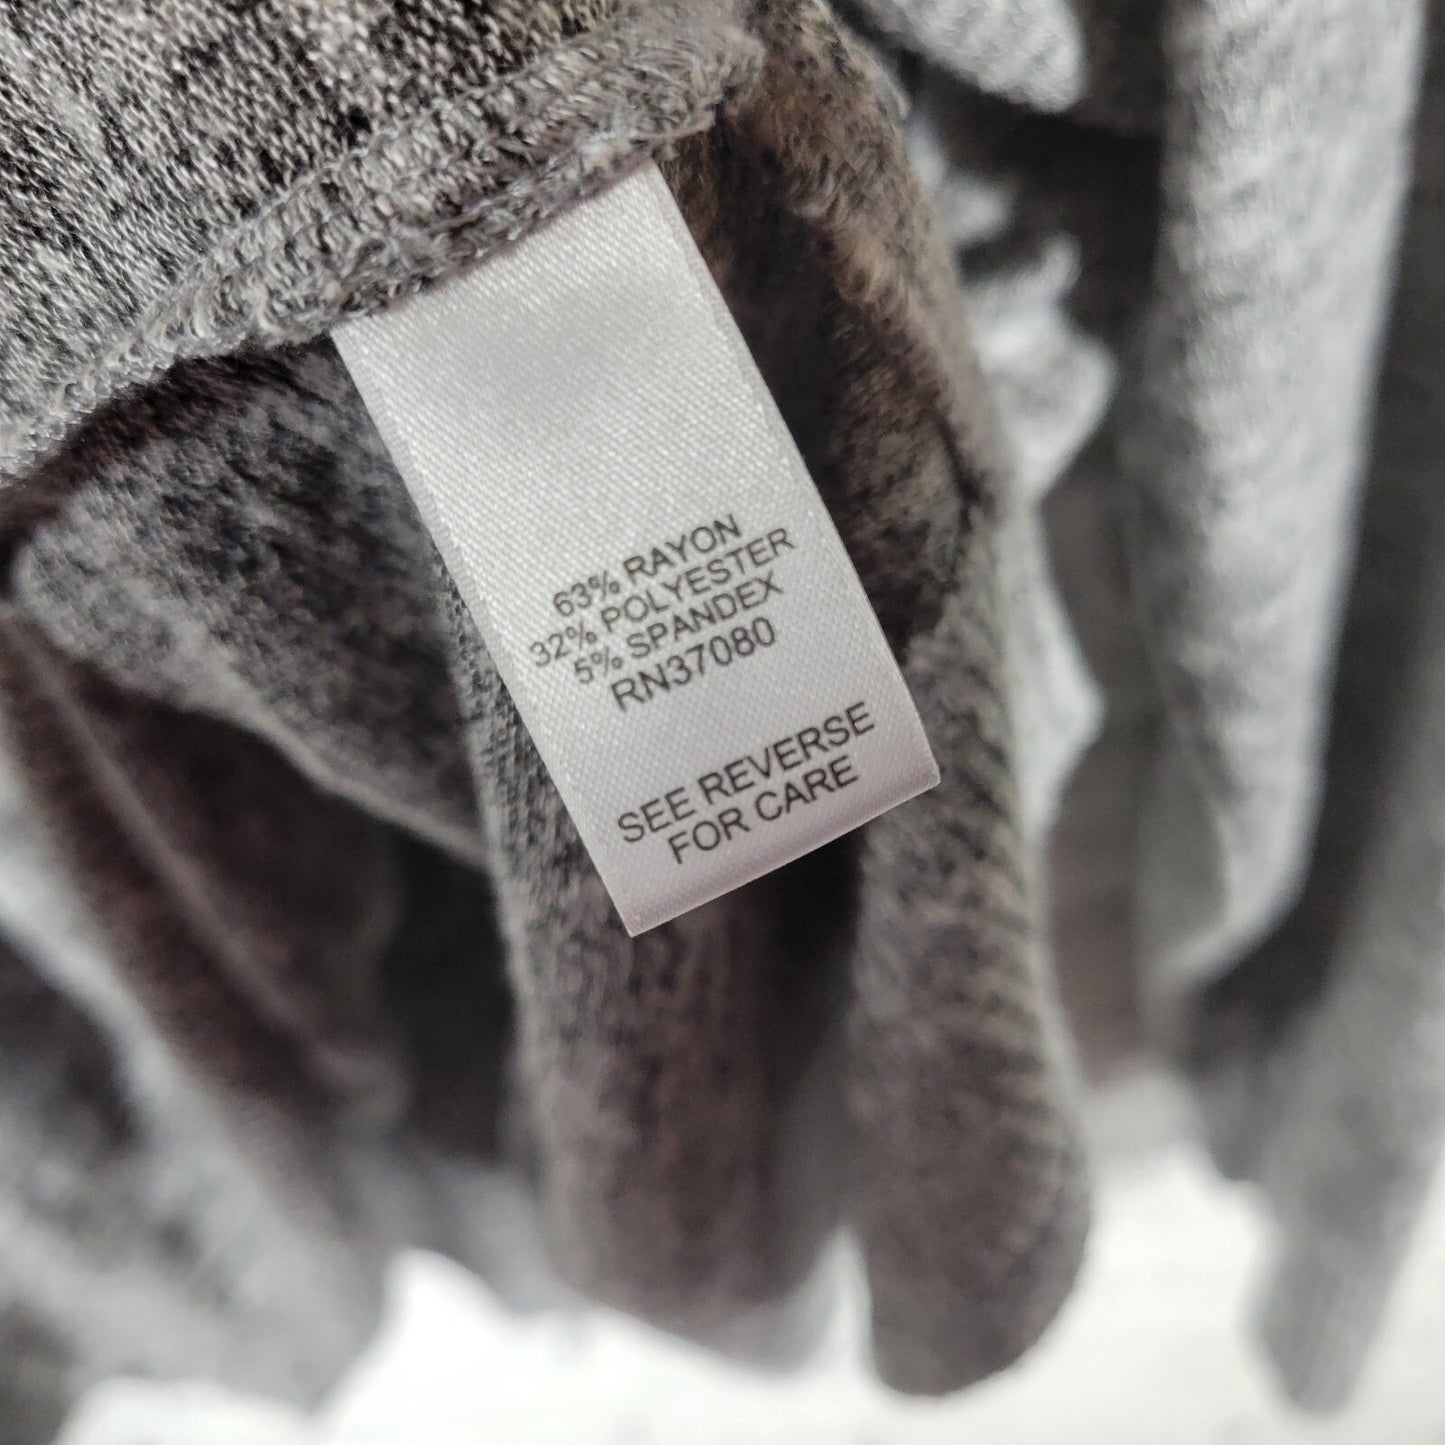 63% RAYON
32% POLYESTER
5% SPANDEX
RN37080
SEE REVERSE
FOR CARE